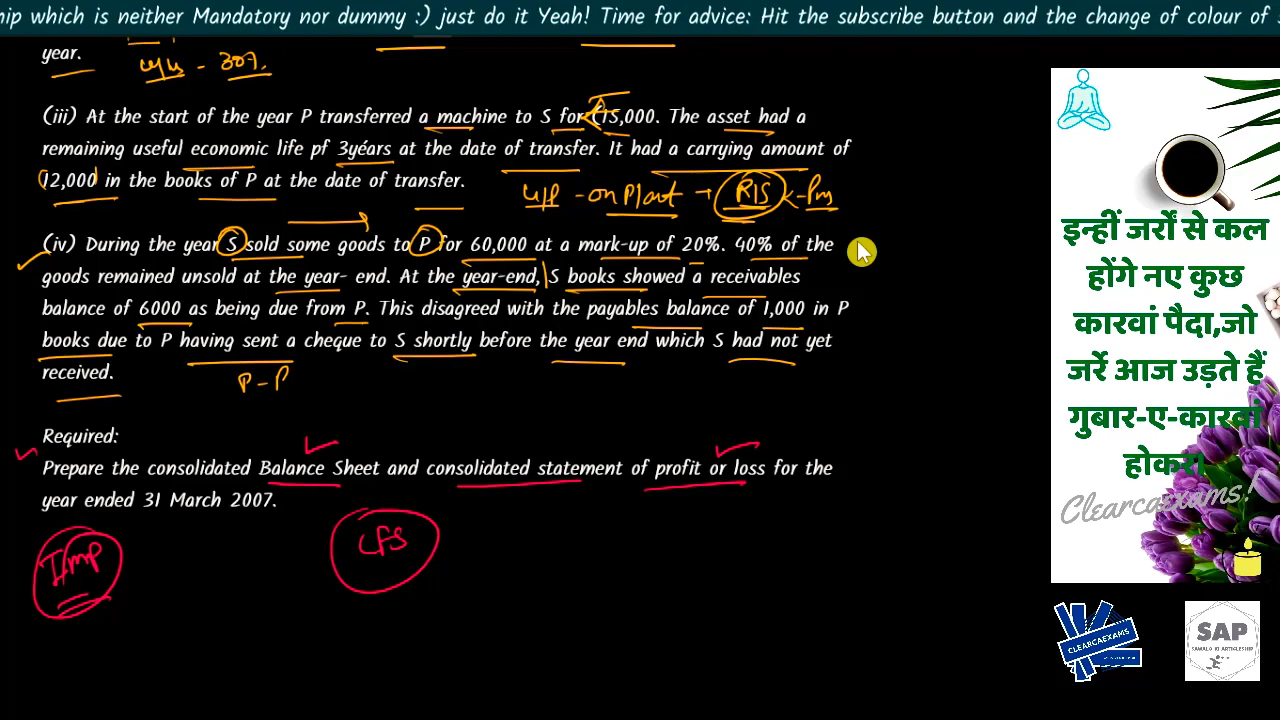 hip which is neither Mandatory nor dummy :) just do it Yeah! Time for advice: Hit the subscribe button and the change of colour of
year.
30%
(iii) At the start of the year P transferred a machine to S for 15,000. The asset had a
remaining useful economic life pf 3years at the date of transfer. It had a carrying amount of
12,000 in the books of P at the date of transfer.
(iv) During the year S sold some goods to P for 60,000 at a mark-up of 20%. 40% of the
goods remained unsold at the year- end. At the year-end, S books showed a receivables
balance of 6000 as being due from P. This disagreed with the payables balance of 1,000 in P
books due to P having sent a cheque to S shortly before the year end which S had not yet
received.
P - P
Required:
Prepare the consolidated Balance Sheet and consolidated statement of profit or loss for the
year ended 31 March 2007.
Imp
CFS
इन्हीं जर्रों से कल
होंगे नए कुछ
कारवां पैदा,जो
जर्रे आज उड़ते हैं
गुबार-ए-कारवां
होकर।
Clearcaexams!
CLEARCAEXAMS
SAP
SAMJLO KI ARTICLESHIP